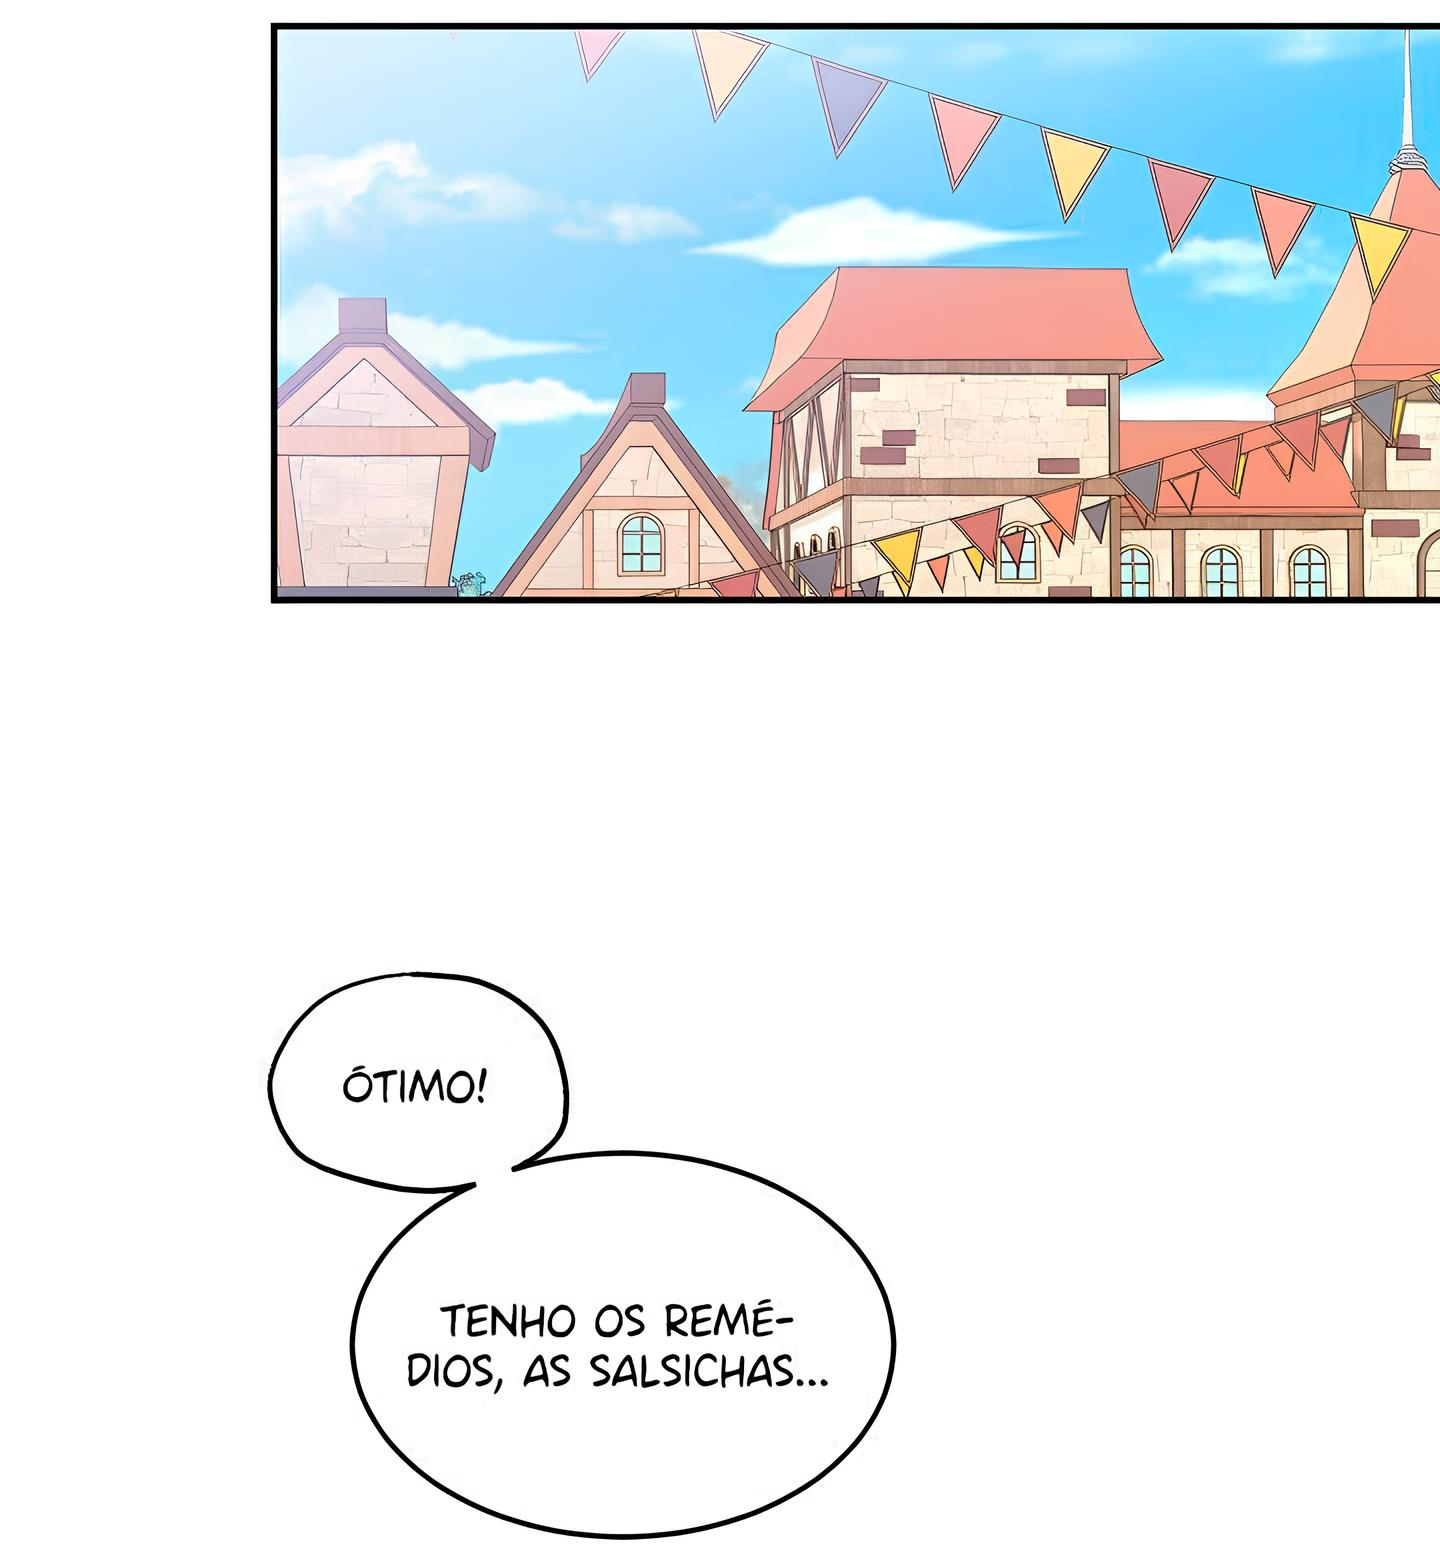 ÓTIMO!
TENHO OS REMÉ-
DIOS, AS SALSICHAS...